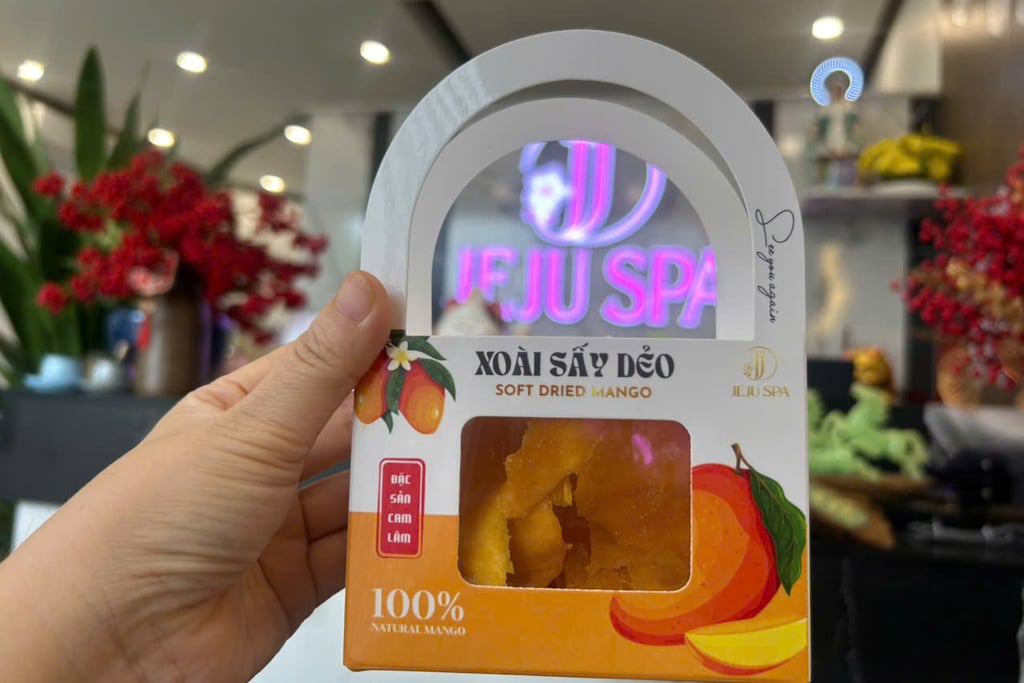 JEJU SPA
See you again
XOÀI SẤY DẺO
SOFT DRIED MANGO
JEJU SPA
ĐẶC
SẢN
CAM
LÂM
100%
NATURAL MANGO